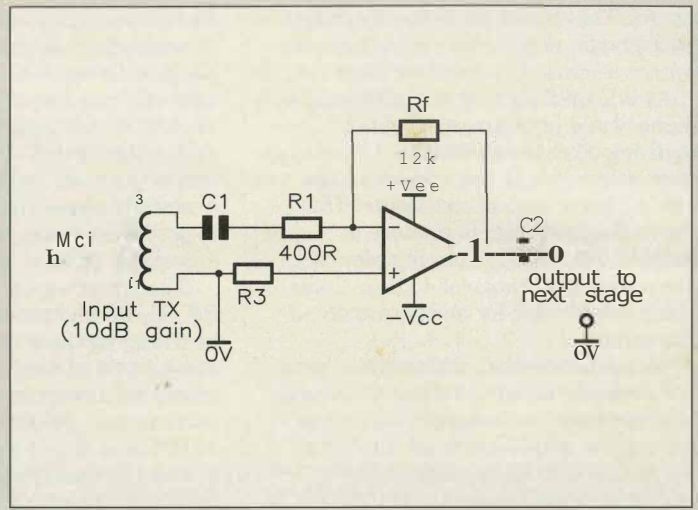 Rf
12k
+Vee
3
C1
R1
C2
Mci
h
400R
1
o
R3
output to
next stage
Input TX
(10dB gain)
0V
-Vcc
0V